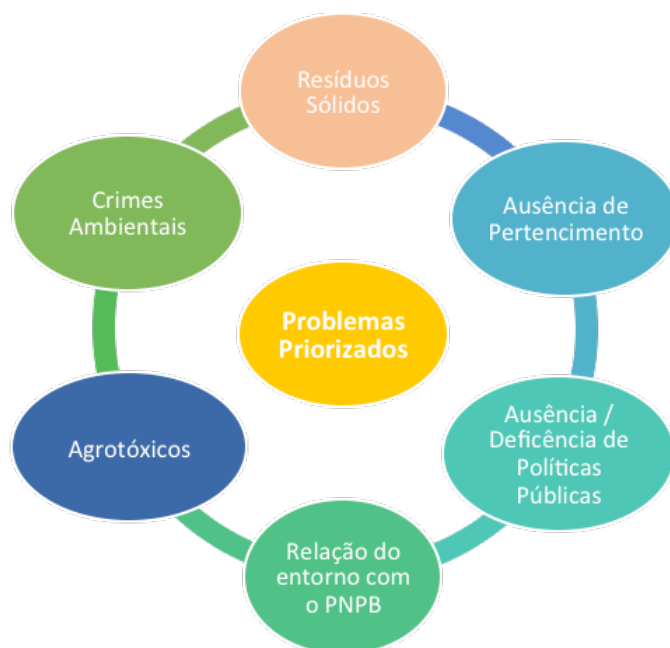 Resíduos
Sólidos
Ausência de
Pertencimento
Ausência /
Deficência de
Políticas
Públicas
Relação do
entorno com
o PNPB
Agrotóxicos
Crimes
Ambientais
Problemas
Priorizados